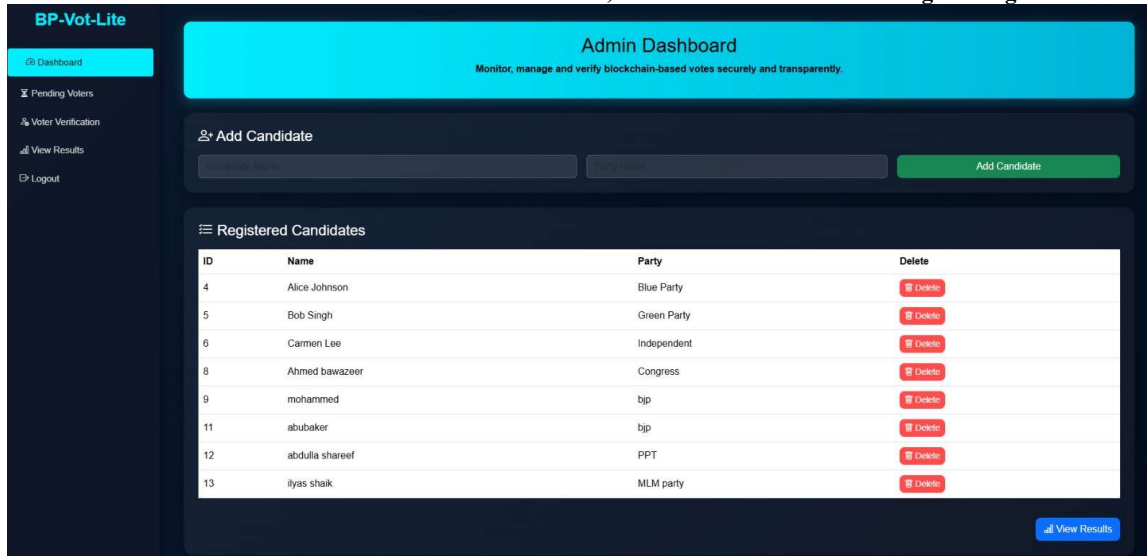 BP-Vot-Lite
Dashboard
Pending Voters
Voter Verification
View Results
Logout
Admin Dashboard
Monitor, manage and verify blockchain-based votes securely and transparently.
Add Candidate
Candidate Name Party Name Add Candidate
Registered Candidates
ID Name Party Delete
4 Alice Johnson Blue Party Delete
5 Bob Singh Green Party Delete
6 Carmen Lee Independent Delete
8 Ahmed bawazeer Congress Delete
9 mohammed bjp Delete
11 abubaker bjp Delete
12 abdulla shareef PPT Delete
13 ilyas shaik MLM party Delete
View Results